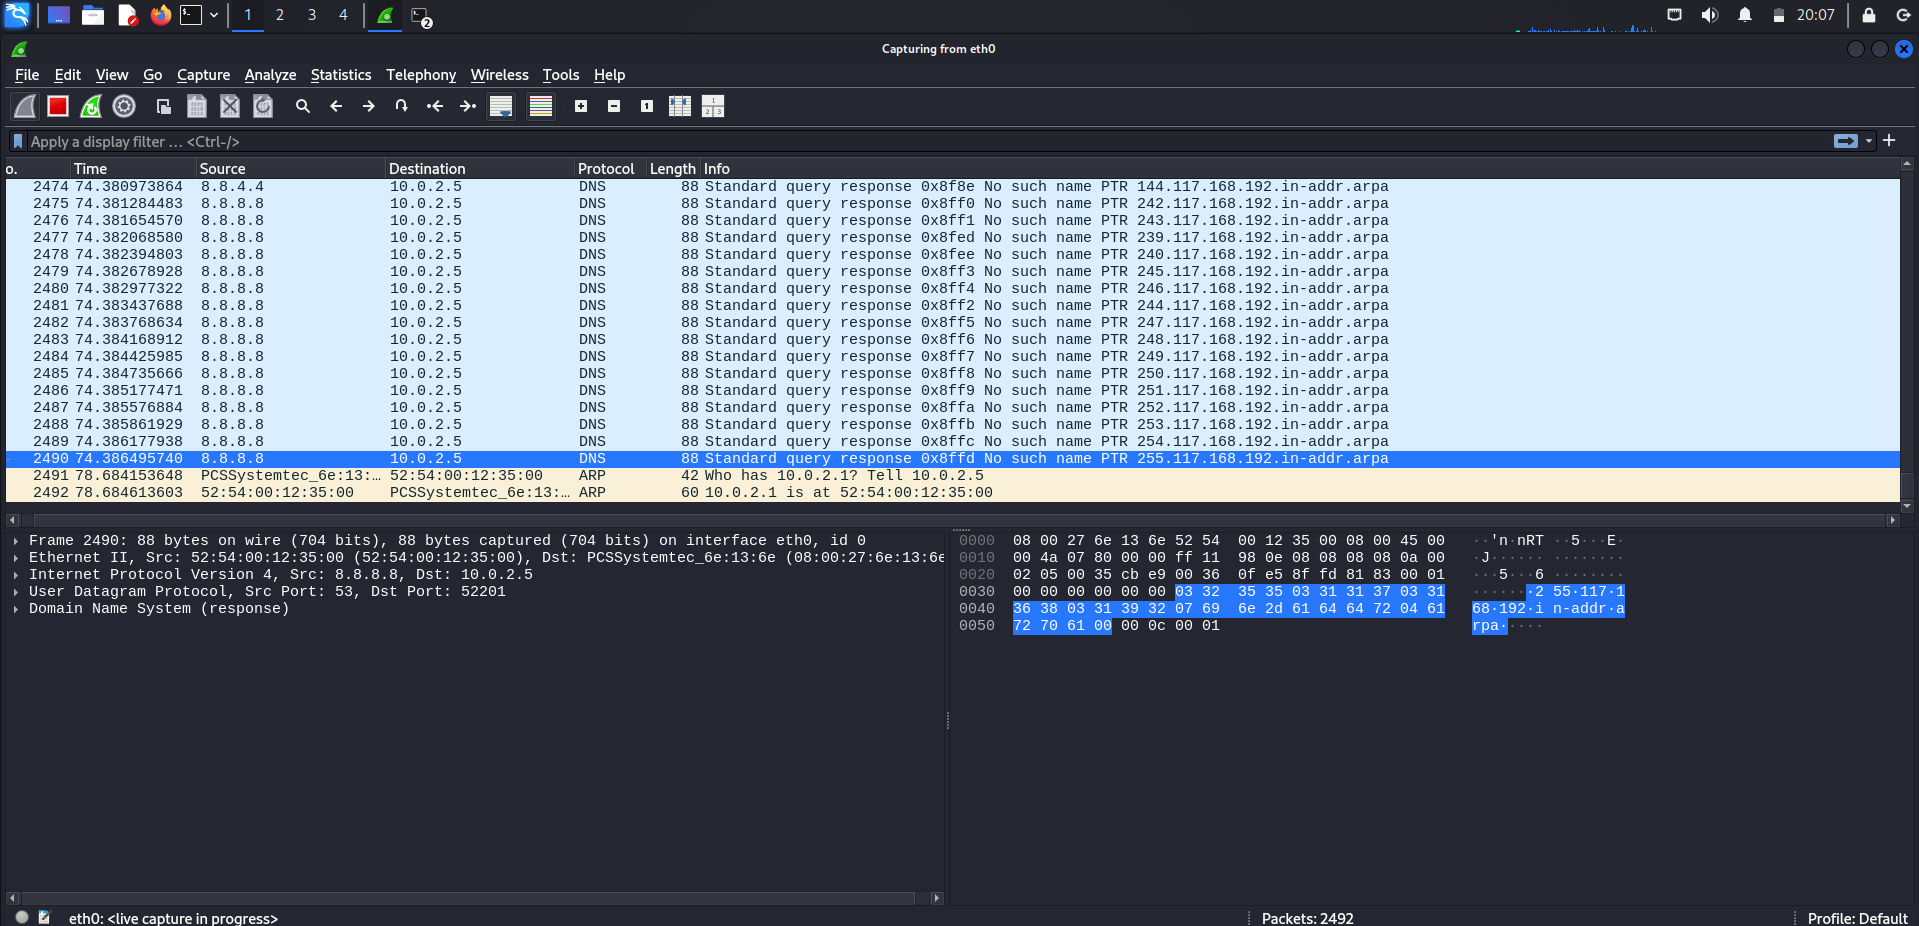 1 2 3 4 2 20:07
Capturing from eth0
File Edit View Go Capture Analyze Statistics Telephony Wireless Tools Help
Apply a display filter … <Ctrl-/>
o. Time Source Destination Protocol Length Info
2474 74.380973864 8.8.4.4 10.0.2.5 DNS 88 Standard query response 0x8f8e No such name PTR 144.117.168.192.in-addr.arpa
2475 74.381284483 8.8.8.8 10.0.2.5 DNS 88 Standard query response 0x8ff0 No such name PTR 242.117.168.192.in-addr.arpa
2476 74.381654570 8.8.8.8 10.0.2.5 DNS 88 Standard query response 0x8ff1 No such name PTR 243.117.168.192.in-addr.arpa
2477 74.382068580 8.8.8.8 10.0.2.5 DNS 88 Standard query response 0x8fed No such name PTR 239.117.168.192.in-addr.arpa
2478 74.382394803 8.8.8.8 10.0.2.5 DNS 88 Standard query response 0x8fee No such name PTR 240.117.168.192.in-addr.arpa
2479 74.382678928 8.8.8.8 10.0.2.5 DNS 88 Standard query response 0x8ff3 No such name PTR 245.117.168.192.in-addr.arpa
2480 74.382977322 8.8.8.8 10.0.2.5 DNS 88 Standard query response 0x8ff4 No such name PTR 246.117.168.192.in-addr.arpa
2481 74.383437688 8.8.8.8 10.0.2.5 DNS 88 Standard query response 0x8ff2 No such name PTR 244.117.168.192.in-addr.arpa
2482 74.383768634 8.8.8.8 10.0.2.5 DNS 88 Standard query response 0x8ff5 No such name PTR 247.117.168.192.in-addr.arpa
2483 74.384168912 8.8.8.8 10.0.2.5 DNS 88 Standard query response 0x8ff6 No such name PTR 248.117.168.192.in-addr.arpa
2484 74.384425985 8.8.8.8 10.0.2.5 DNS 88 Standard query response 0x8ff7 No such name PTR 249.117.168.192.in-addr.arpa
2485 74.384735666 8.8.8.8 10.0.2.5 DNS 88 Standard query response 0x8ff8 No such name PTR 250.117.168.192.in-addr.arpa
2486 74.385177471 8.8.8.8 10.0.2.5 DNS 88 Standard query response 0x8ff9 No such name PTR 251.117.168.192.in-addr.arpa
2487 74.385576884 8.8.8.8 10.0.2.5 DNS 88 Standard query response 0x8ffa No such name PTR 252.117.168.192.in-addr.arpa
2488 74.385861929 8.8.8.8 10.0.2.5 DNS 88 Standard query response 0x8ffb No such name PTR 253.117.168.192.in-addr.arpa
2489 74.386177938 8.8.8.8 10.0.2.5 DNS 88 Standard query response 0x8ffc No such name PTR 254.117.168.192.in-addr.arpa
2490 74.386495740 8.8.8.8 10.0.2.5 DNS 88 Standard query response 0x8ffd No such name PTR 255.117.168.192.in-addr.arpa
2491 78.684153648 PCSSystemtec_6e:13:… 52:54:00:12:35:00 ARP 42 Who has 10.0.2.1? Tell 10.0.2.5
2492 78.684613603 52:54:00:12:35:00 PCSSystemtec_6e:13:… ARP 60 10.0.2.1 is at 52:54:00:12:35:00
Frame 2490: 88 bytes on wire (704 bits), 88 bytes captured (704 bits) on interface eth0, id 0
Ethernet II, Src: 52:54:00:12:35:00 (52:54:00:12:35:00), Dst: PCSSystemtec_6e:13:6e (08:00:27:6e:13:6e
Internet Protocol Version 4, Src: 8.8.8.8, Dst: 10.0.2.5
User Datagram Protocol, Src Port: 53, Dst Port: 52201
Domain Name System (response)
0000 08 00 27 6e 13 6e 52 54 00 12 35 00 08 00 45 00 ··'n·nRT ··5···E·
0010 00 4a 07 80 00 00 ff 11 98 0e 08 08 08 08 0a 00 ·J······ ········
0020 02 05 00 35 cb e9 00 36 0f e5 8f fd 81 83 00 01 ···5···6 ········
0030 00 00 00 00 00 00 03 32 35 35 03 31 31 37 03 31 ·······2 55·117·1
0040 36 38 03 31 39 32 07 69 6e 2d 61 64 64 72 04 61 68·192·i n-addr·a
0050 72 70 61 00 00 0c 00 01 rpa·····
eth0: <live capture in progress> Packets: 2492 Profile: Default